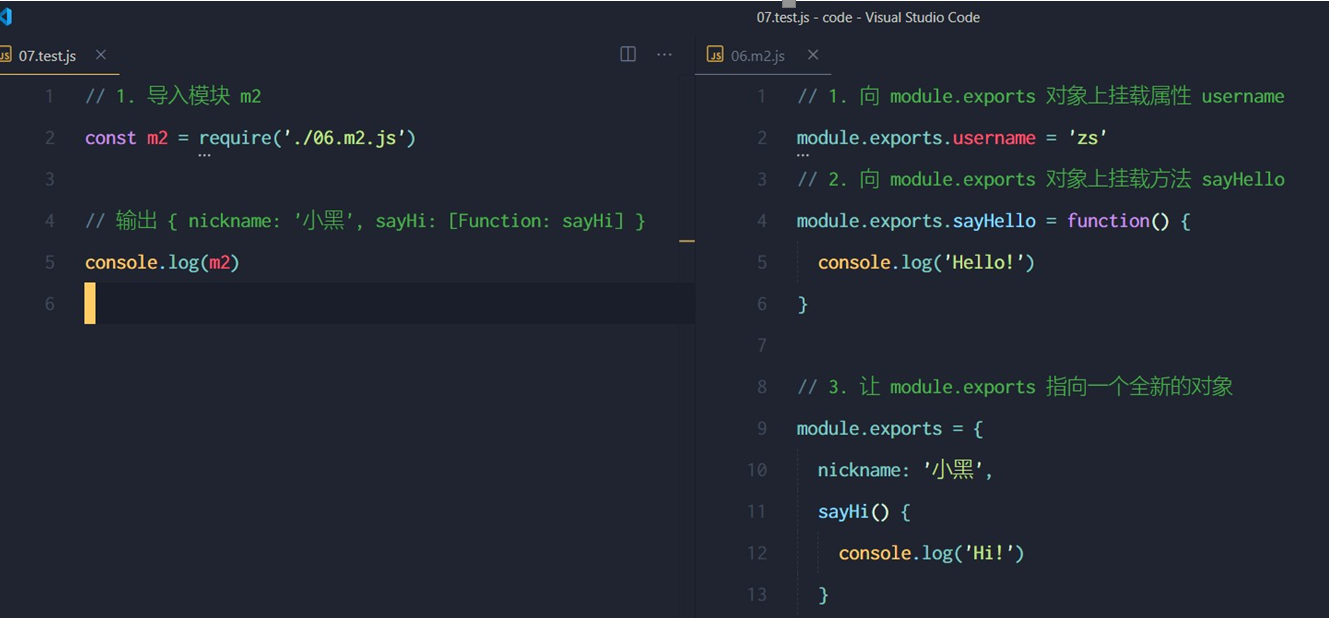 07.test.js - code - Visual Studio Code
JS 07.test.js
1 // 1. 导入模块 m2
2 const m2 = require('./06.m2.js')
3
4 // 输出 { nickname: '小黑', sayHi: [Function: sayHi] }
5 console.log(m2)
6
JS 06.m2.js
1 // 1. 向 module.exports 对象上挂载属性 username
2 module.exports.username = 'zs'
3 // 2. 向 module.exports 对象上挂载方法 sayHello
4 module.exports.sayHello = function() {
5 console.log('Hello!')
6 }
7
8 // 3. 让 module.exports 指向一个全新的对象
9 module.exports = {
10 nickname: '小黑',
11 sayHi() {
12 console.log('Hi!')
13 }